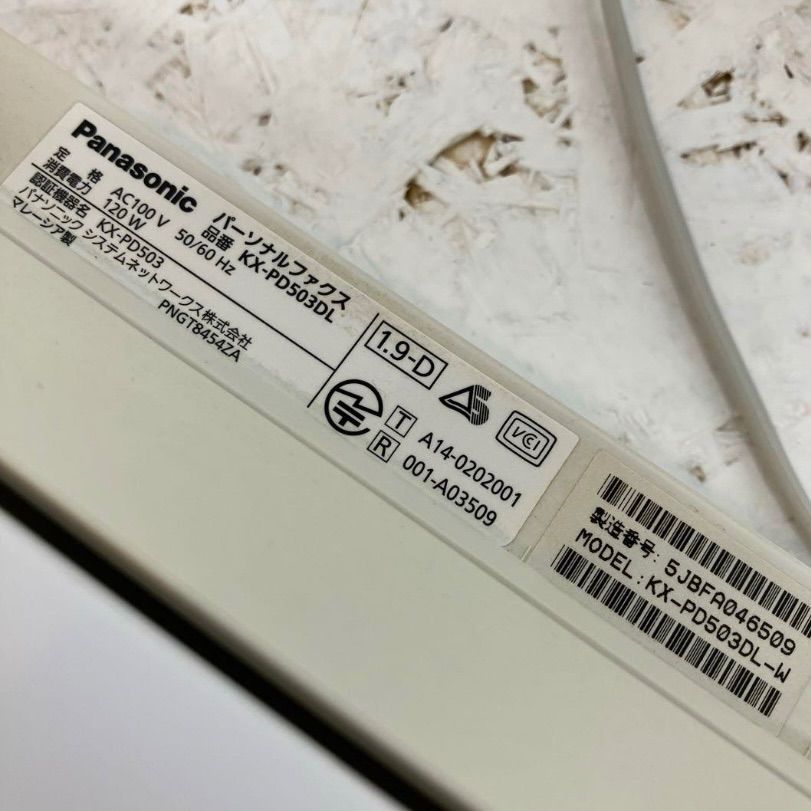 Panasonic パーソナルファクス
品番 KX-PD503DL
定 格 AC100 V 50/60 Hz
消費電力 120 W
認証機器名 KX-PD503
パナソニック システムネットワークス株式会社
マレーシア製 PNGT8454ZA
1.9-D
VCI
T A14-0202001
R 001-A03509
製造番号: 5JBFA046509
MODEL: KX-PD503DL-W